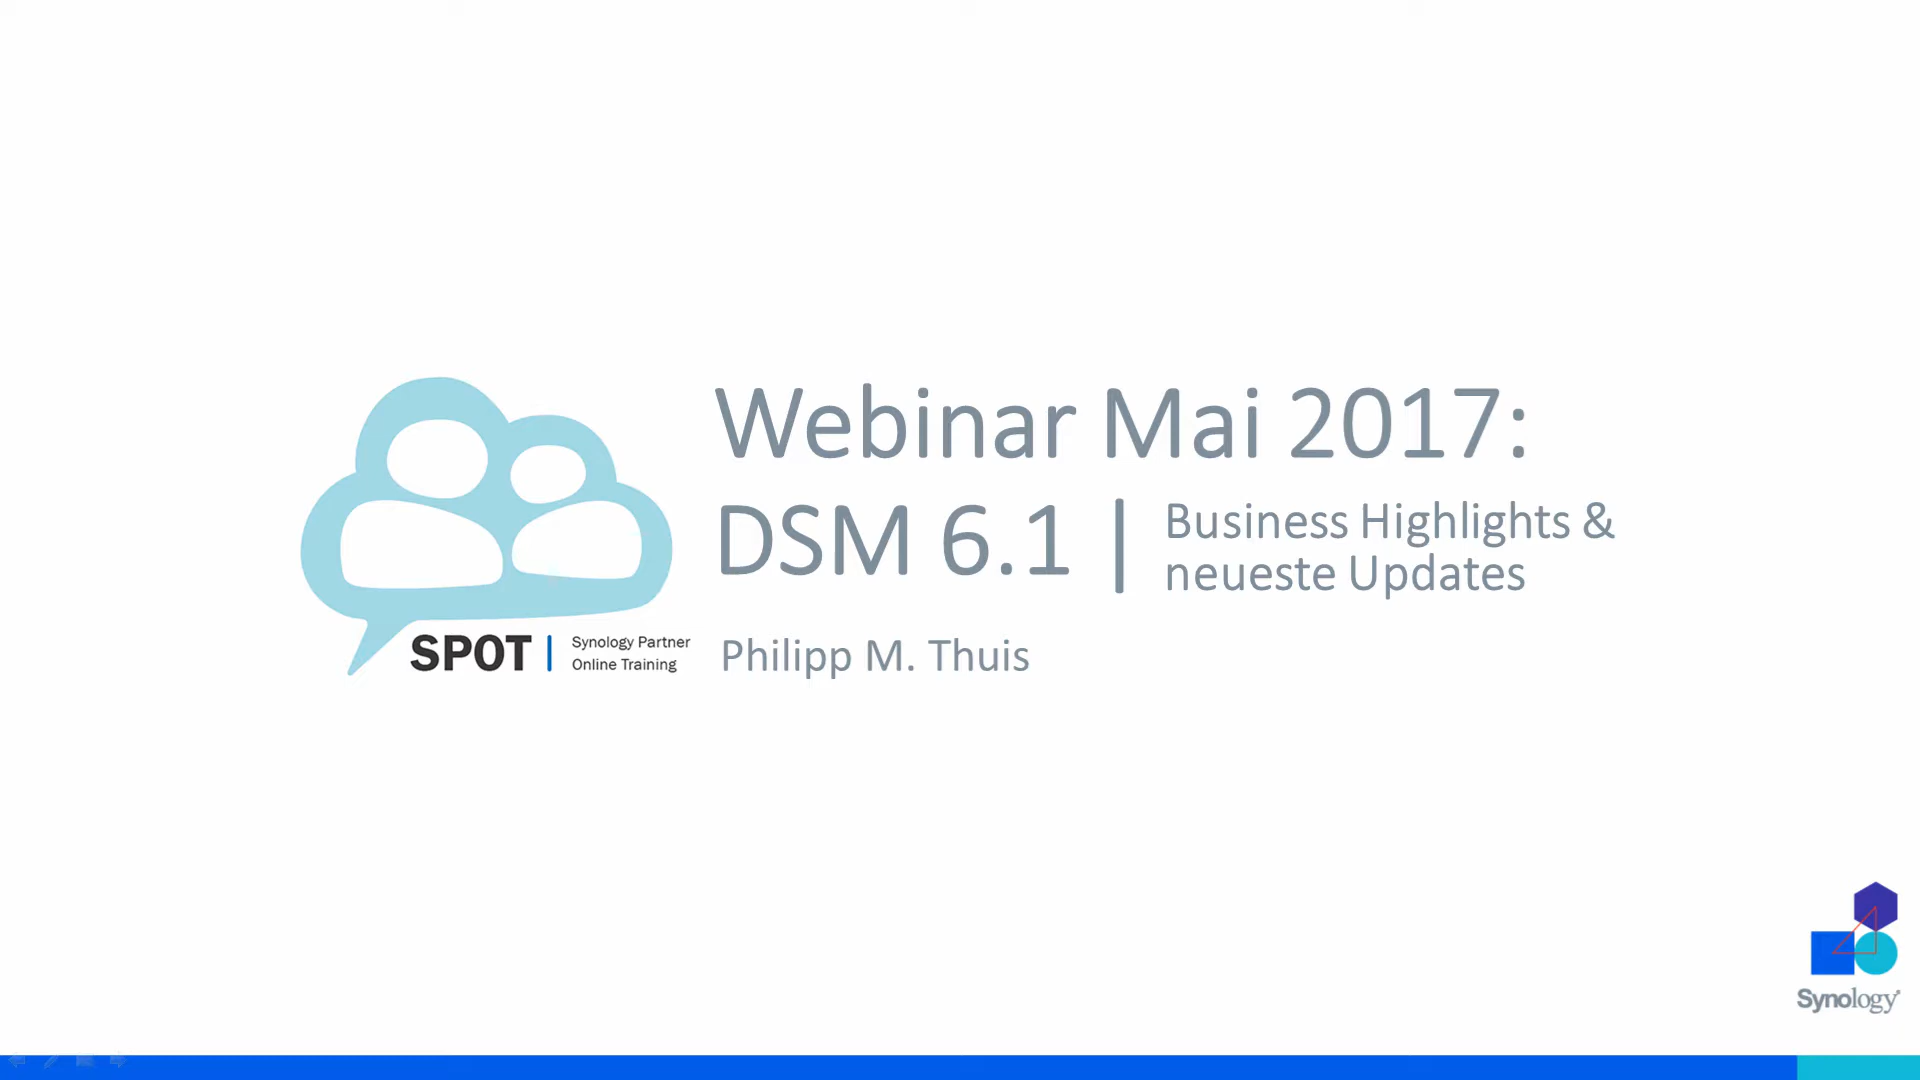 Webinar Mai 2017:
DSM 6.1 | Business Highlights &
neueste Updates
SPOT | Synology Partner
Online Training
Philipp M. Thuis
Synology®